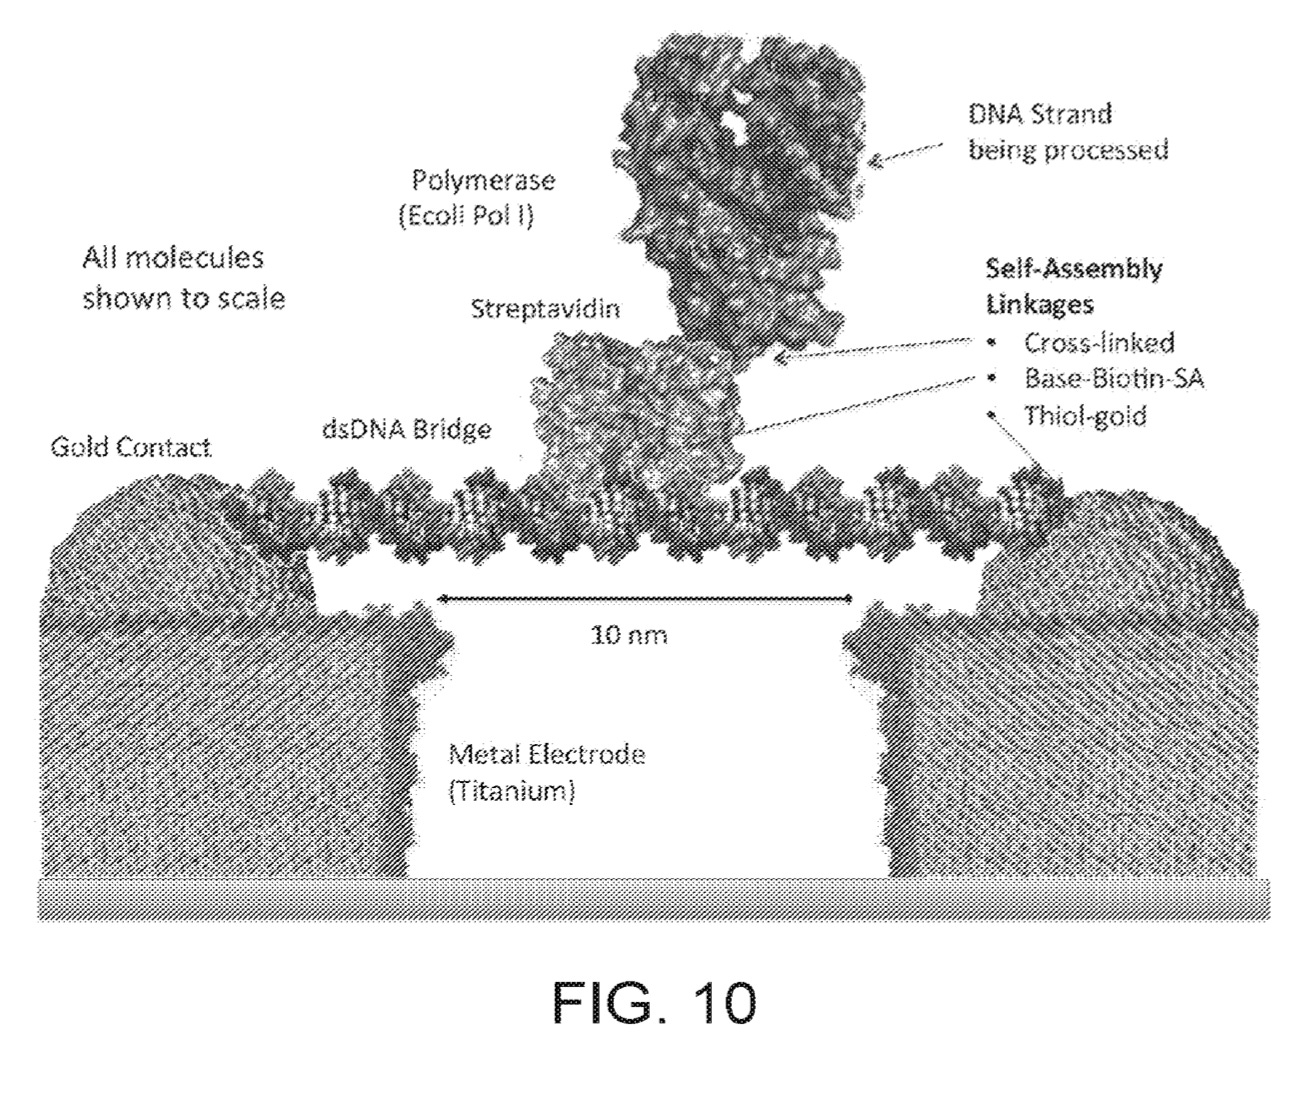 DNA Strand
being processed
Polymerase
(Ecoli Pol I)
All molecules
shown to scale
Self-Assembly
Linkages
Streptavidin
• Cross-linked
• Base-Biotin-SA
• Thiol-gold
dsDNA Bridge
Gold Contact
10 nm
Metal Electrode
(Titanium)
FIG. 10